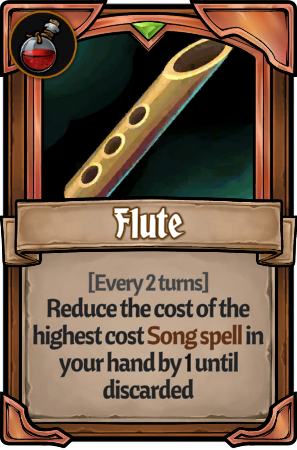 Flute
[Every 2 turns]
Reduce the cost of the
highest cost Song spell in
your hand by 1 until
discarded